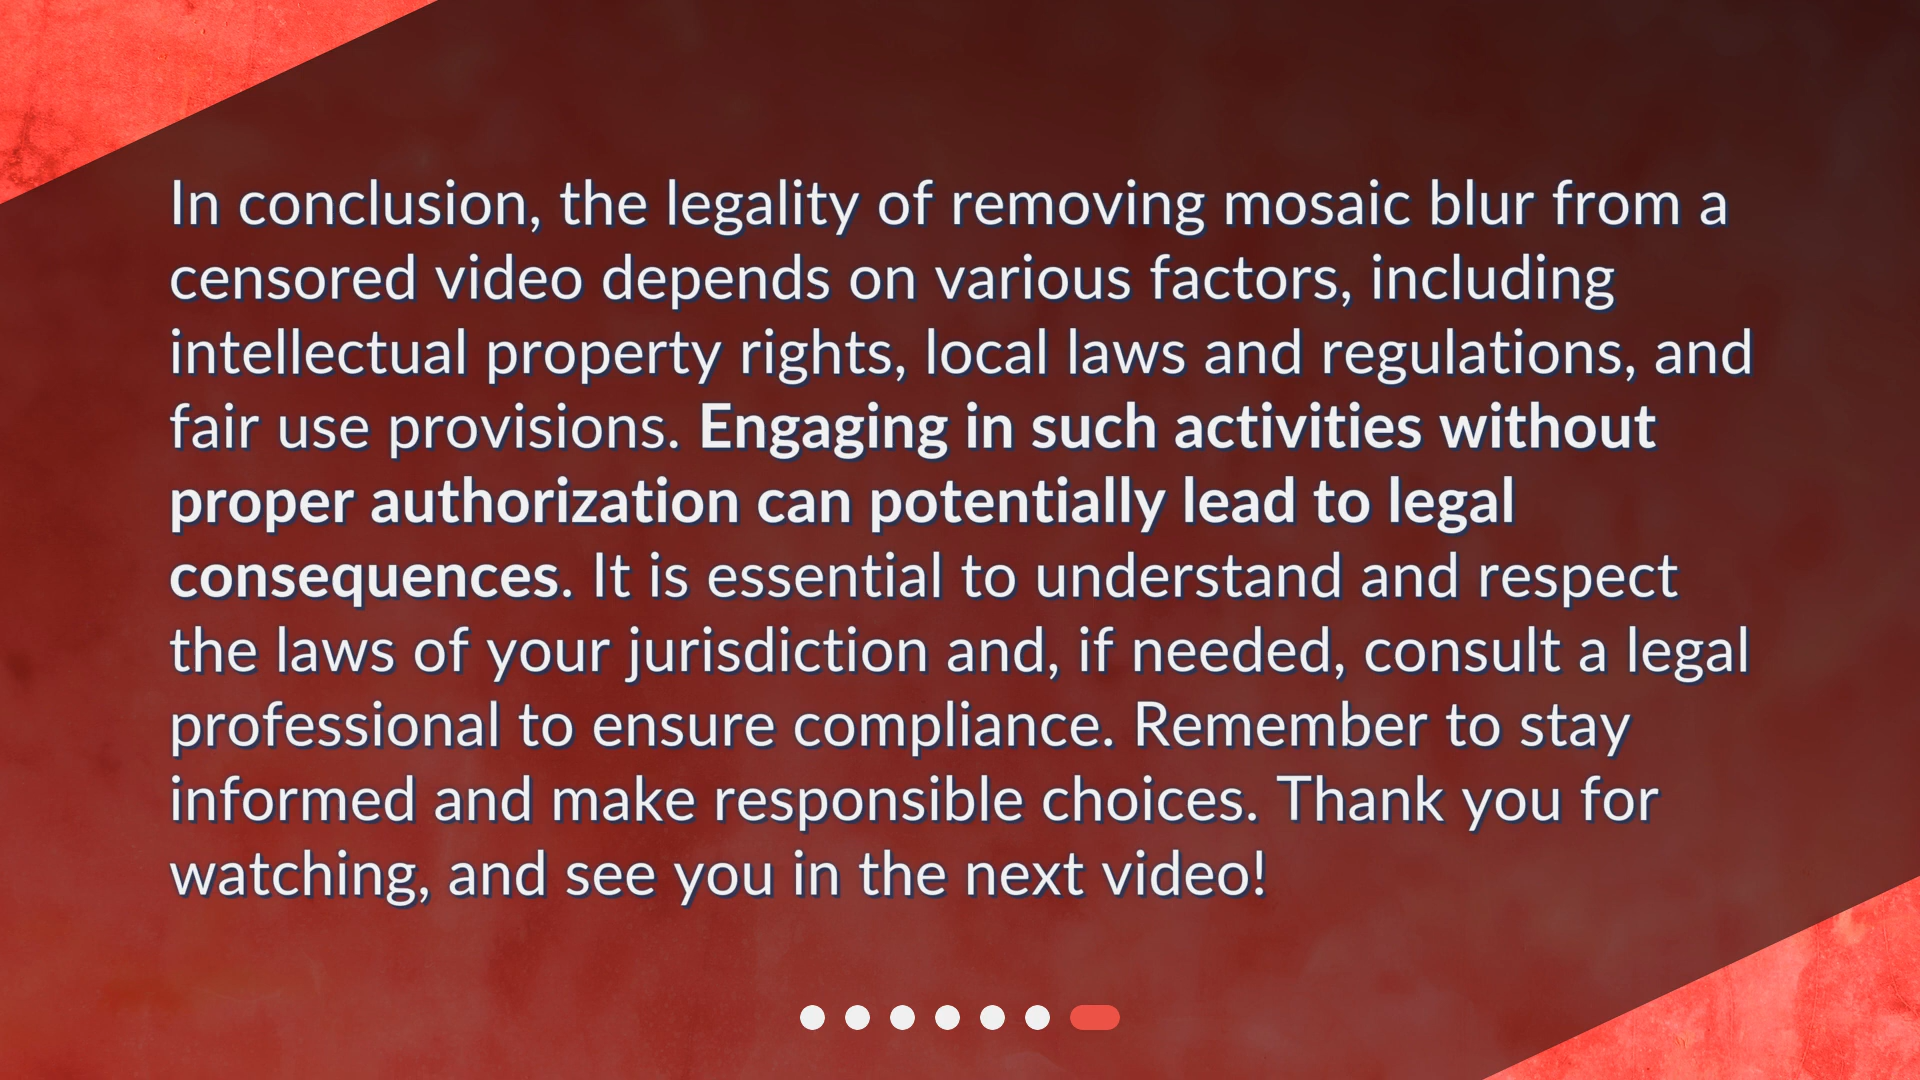 In conclusion, the legality of removing mosaic blur from a
censored video depends on various factors, including
intellectual property rights, local laws and regulations, and
fair use provisions. Engaging in such activities without
proper authorization can potentially lead to legal
consequences. It is essential to understand and respect
the laws of your jurisdiction and, if needed, consult a legal
professional to ensure compliance. Remember to stay
informed and make responsible choices. Thank you for
watching, and see you in the next video!